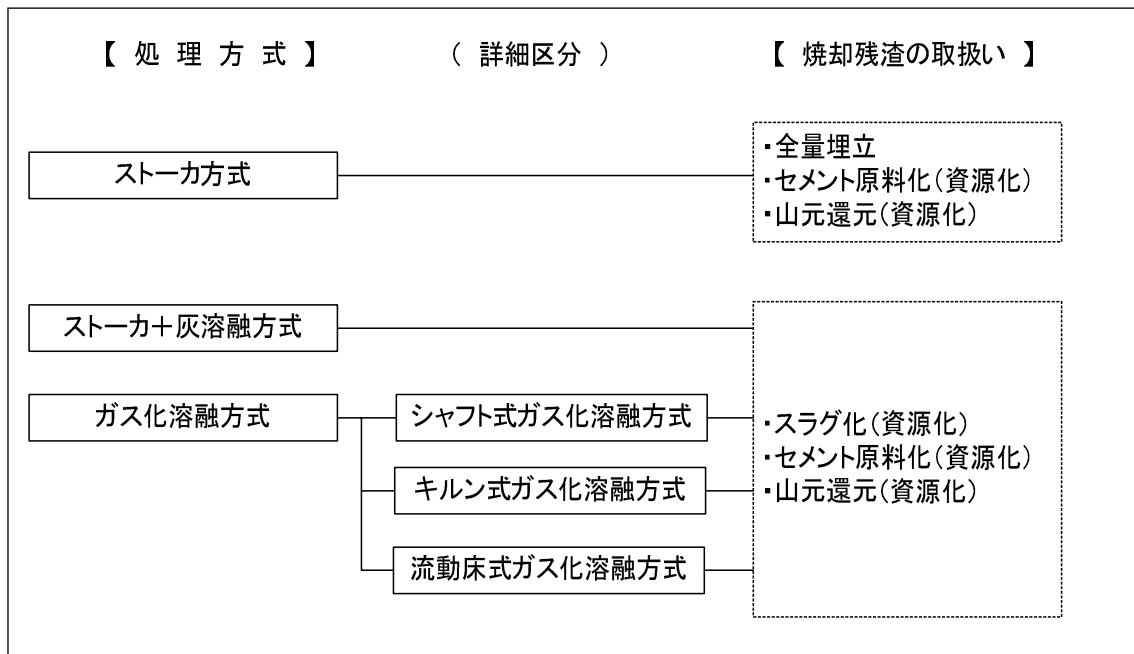 【 処 理 方 式 】
( 詳細区分 )
【 焼却残渣の取扱い 】
ストーカ方式
・全量埋立
・セメント原料化(資源化)
・山元還元(資源化)
ストーカ＋灰溶融方式
ガス化溶融方式
シャフト式ガス化溶融方式
キルン式ガス化溶融方式
流動床式ガス化溶融方式
・スラグ化(資源化)
・セメント原料化(資源化)
・山元還元(資源化)